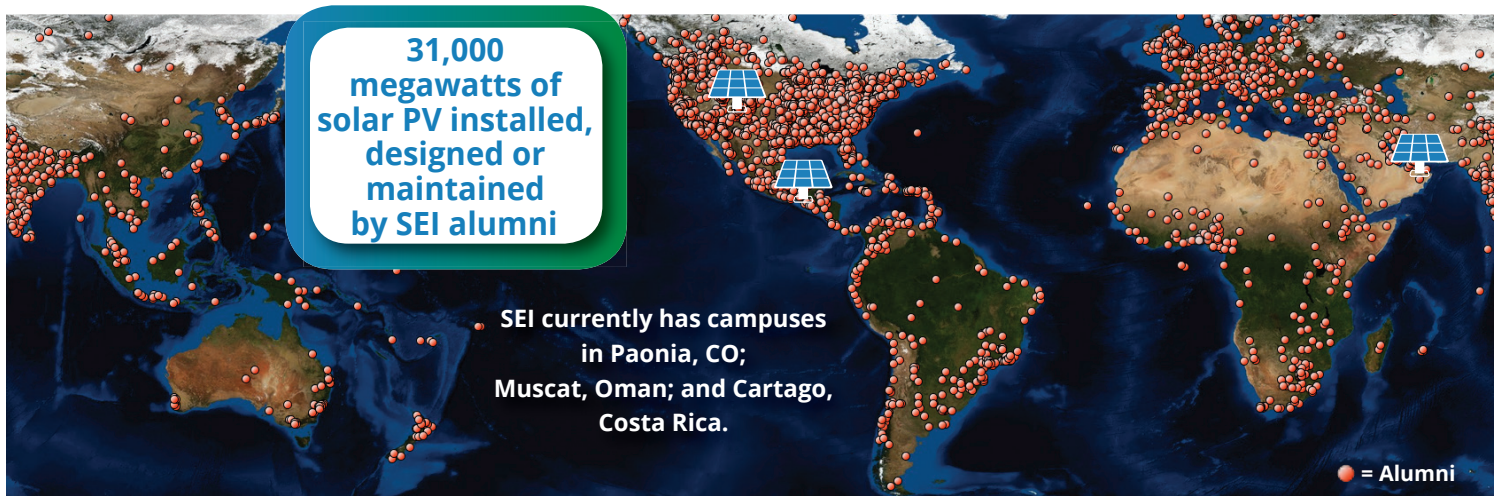 31,000
megawatts of
solar PV installed,
designed or
maintained
by SEI alumni
SEI currently has campuses
in Paonia, CO;
Muscat, Oman; and Cartago,
Costa Rica.
= Alumni